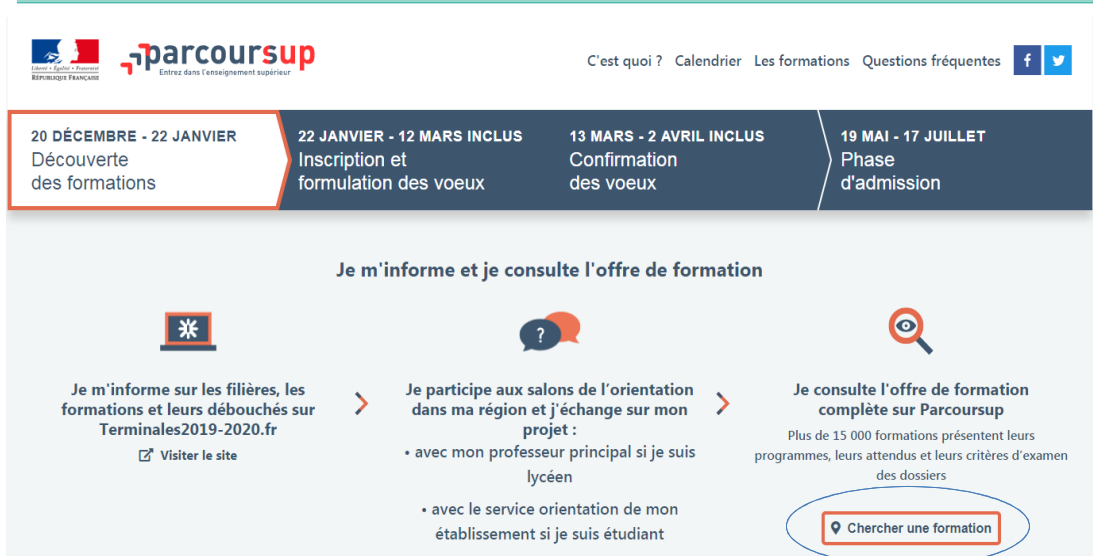 Liberté • Égalité • Fraternité
RÉPUBLIQUE FRANÇAISE
parcoursup
Entrez dans l'enseignement supérieur
C'est quoi ? Calendrier Les formations Questions fréquentes
f
20 DÉCEMBRE - 22 JANVIER
Découverte
des formations
22 JANVIER - 12 MARS INCLUS
Inscription et
formulation des voeux
13 MARS - 2 AVRIL INCLUS
Confirmation
des voeux
19 MAI - 17 JUILLET
Phase
d'admission
Je m'informe et je consulte l'offre de formation
Je m'informe sur les filières, les
formations et leurs débouchés sur
Terminales2019-2020.fr
Visiter le site
?
Je participe aux salons de l'orientation
dans ma région et j'échange sur mon
projet :
• avec mon professeur principal si je suis
lycéen
• avec le service orientation de mon
établissement si je suis étudiant
Je consulte l'offre de formation
complète sur Parcoursup
Plus de 15 000 formations présentent leurs
programmes, leurs attendus et leurs critères d'examen
des dossiers
Chercher une formation